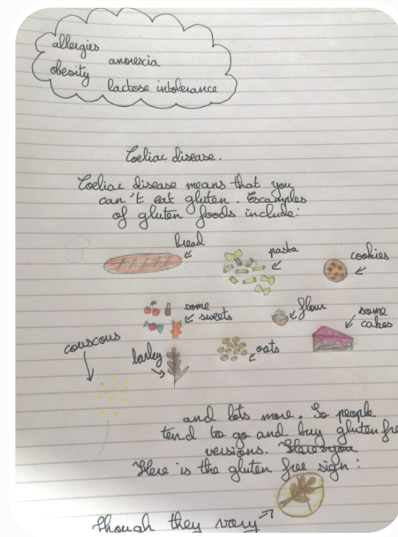 allergies
anorexia
obesity
lactose intolerance
Coeliac disease.
Coeliac disease means that you
can't eat gluten. Examples
of gluten foods include:
bread
pasta
cookies
some
sweets
flour
some
cakes
couscous
barley
oats
and lots more. So people
tend to go and buy gluten fre
versions.
Here is the gluten free sign:
Though they vary